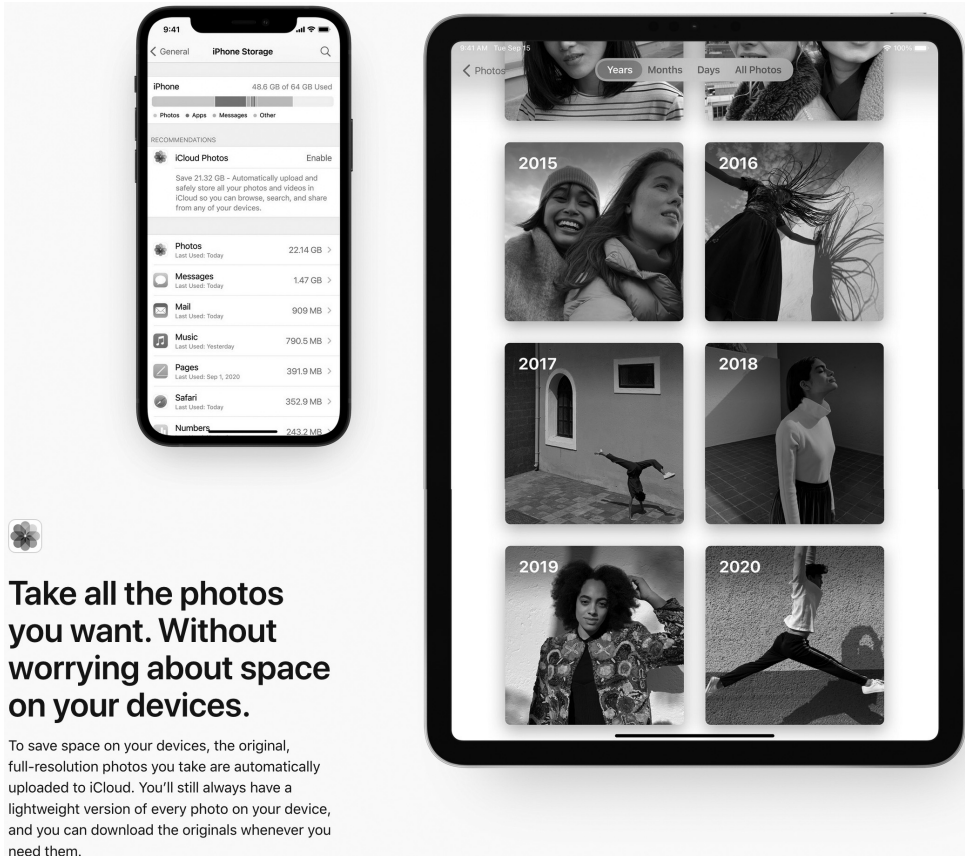 9:41
General
iPhone Storage
iPhone
48.6 GB of 64 GB Used
Photos Apps Messages Other
RECOMMENDATIONS
iCloud Photos
Enable
Save 21.32 GB – Automatically upload and
safely store all your photos and videos in
iCloud so you can browse, search, and share
from any of your devices.
Photos
Last Used: Today
22.14 GB
Messages
Last Used: Today
1.47 GB
Mail
Last Used: Today
909 MB
Music
Last Used: Yesterday
790.5 MB
Pages
Last Used: Sep 1, 2020
391.9 MB
Safari
Last Used: Today
352.9 MB
Numbers
243.2 MB
Take all the photos
you want. Without
worrying about space
on your devices.
To save space on your devices, the original,
full-resolution photos you take are automatically
uploaded to iCloud. You’ll still always have a
lightweight version of every photo on your device,
and you can download the originals whenever you
need them.
9:41 AM Tue Sep 15
100%
Photos
Years Months Days All Photos
2015
2016
2017
2018
2019
2020